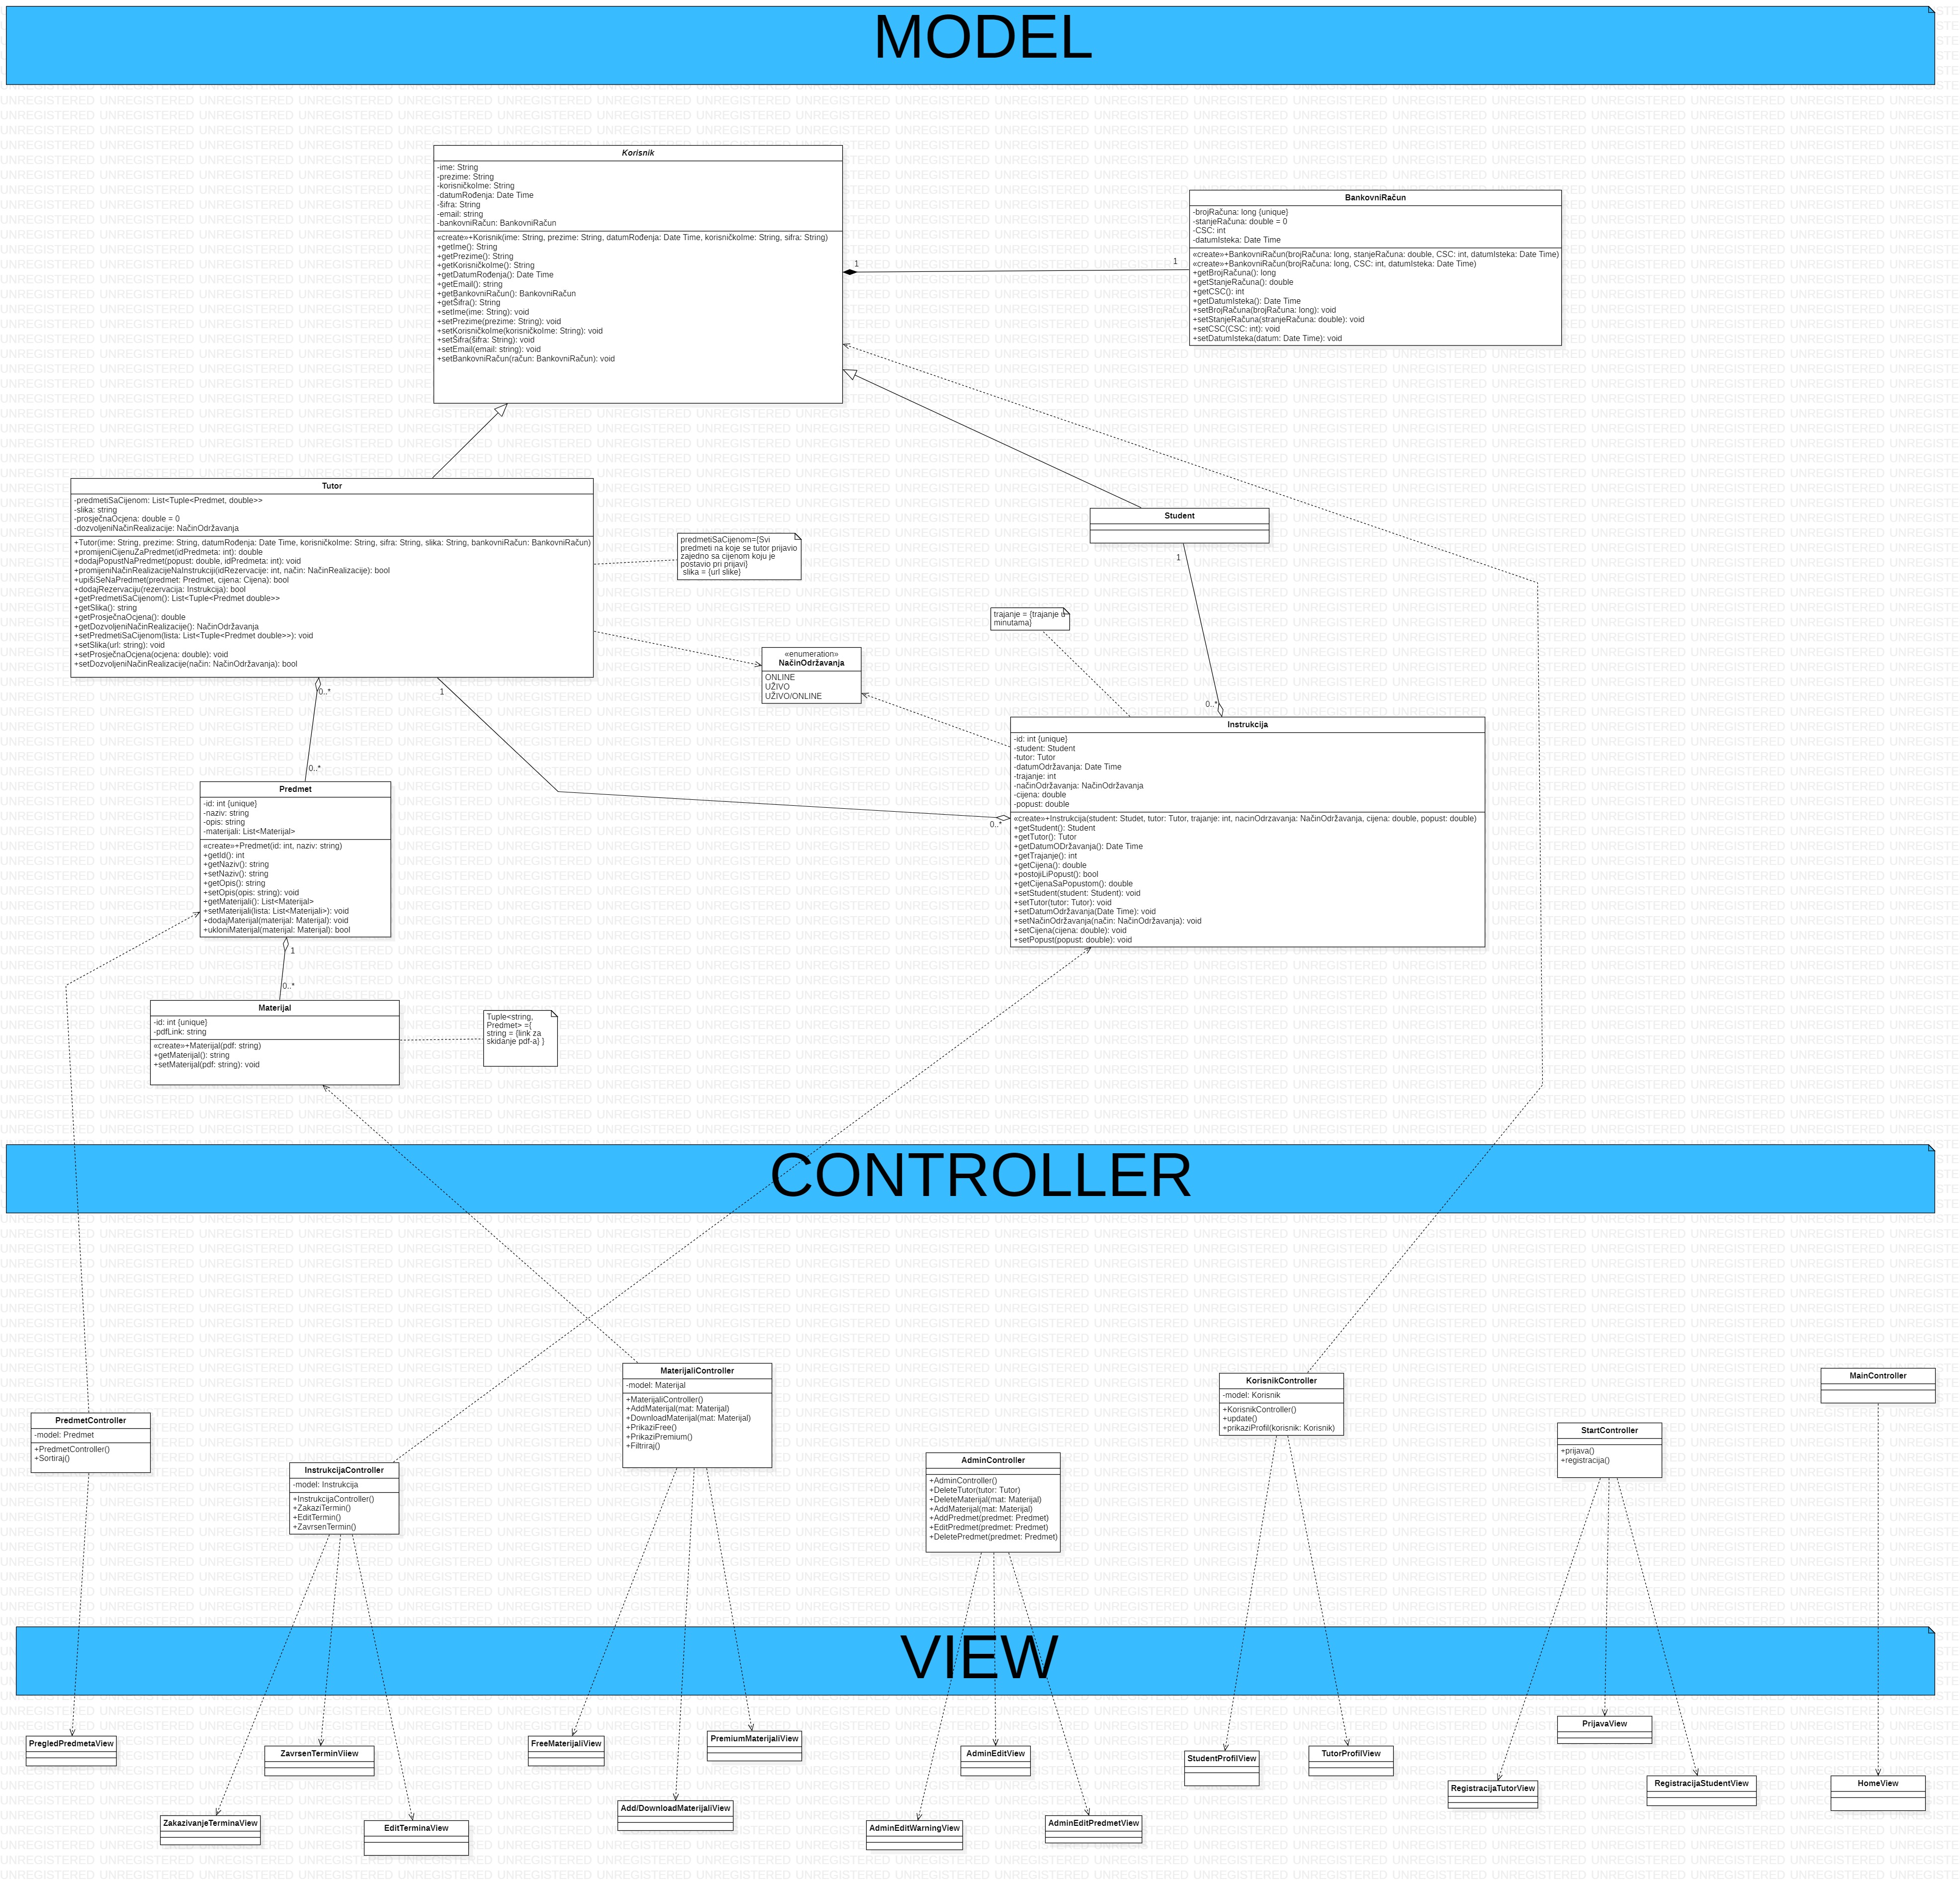 MODEL
Korisnik
-ime: String
-prezime: String
-korisničkoIme: String
-datumRođenja: Date Time
-šifra: String
-email: string
-bankovniRačun: BankovniRačun
«create»+Korisnik(ime: String, prezime: String, datumRođenja: Date Time, korisničkoIme: String, sifra: String)
+getIme(): String
+getPrezime(): String
+getKorisničkoIme(): String
+getDatumRođenja(): Date Time
+getEmail(): string
+getBankovniRačun(): BankovniRačun
+getŠifra(): String
+setIme(ime: String): void
+setPrezime(prezime: String): void
+setKorisničkoIme(korisničkoIme: String): void
+setŠifra(šifra: String): void
+setEmail(email: string): void
+setBankovniRačun(račun: BankovniRačun): void
1
1
BankovniRačun
-brojRačuna: long {unique}
-stanjeRačuna: double = 0
-CSC: int
-datumIsteka: Date Time
«create»+BankovniRačun(brojRačuna: long, stanjeRačuna: double, CSC: int, datumIsteka: Date Time)
«create»+BankovniRačun(brojRačuna: long, CSC: int, datumIsteka: Date Time)
+getBrojRačuna(): long
+getStanjeRačuna(): double
+getCSC(): int
+getDatumIsteka(): Date Time
+setBrojRačuna(brojRačuna: long): void
+setStanjeRačuna(stranjeRačuna: double): void
+setCSC(CSC: int): void
+setDatumIsteka(datum: Date Time): void
Tutor
-predmetiSaCijenom: List<Tuple<Predmet, double>>
-slika: string
-prosječnaOcjena: double = 0
-dozvoljeniNačinRealizacije: NačinOdržavanja
+Tutor(ime: String, prezime: String, datumRođenja: Date Time, korisničkoIme: String, sifra: String, slika: String, bankovniRačun: BankovniRačun)
+promijeniCijenuZaPredmet(idPredmeta: int): double
+dodajPopustNaPredmet(popust: double, idPredmeta: int): void
+promijeniNačinRealizacijeNaInstrukciji(idRezervacije: int, način: NačinRealizacije): bool
+upišiSeNaPredmet(predmet: Predmet, cijena: Cijena): bool
+dodajRezervaciju(rezervacija: Instrukcija): bool
+getPredmetiSaCijenom(): List<Tuple<Predmet double>>
+getSlika(): string
+getProsječnaOcjena(): double
+getDozvoljeniNačinRealizacije(): NačinOdržavanja
+setPredmetiSaCijenom(lista: List<Tuple<Predmet double>>): void
+setSlika(url: string): void
+setProsječnaOcjena(ocjena: double): void
+setDozvoljeniNačinRealizacije(način: NačinOdržavanja): bool
predmetiSaCijenom={Svi
predmeti na koje se tutor prijavio
zajedno sa cijenom koju je
postavio pri prijavi}
slika = {url slike}
Student
1
trajanje = {trajanje u
minutama}
«enumeration»
NačinOdržavanja
ONLINE
UŽIVO
UŽIVO/ONLINE
0..*
1
0..*
Instrukcija
-id: int {unique}
-student: Student
-tutor: Tutor
-datumOdržavanja: Date Time
-trajanje: int
-načinOdržavanja: NačinOdržavanja
-cijena: double
-popust: double
«create»+Instrukcija(student: Studet, tutor: Tutor, trajanje: int, nacinOdrzavanja: NačinOdržavanja, cijena: double, popust: double)
+getStudent(): Student
+getTutor(): Tutor
+getDatumODržavanja(): Date Time
+getTrajanje(): int
+getCijena(): double
+postojiLiPopust(): bool
+getCijenaSaPopustom(): double
+setStudent(student: Student): void
+setTutor(tutor: Tutor): void
+setDatumOdržavanja(Date Time): void
+setNačinOdržavanja(način: NačinOdržavanja): void
+setCijena(cijena: double): void
+setPopust(popust: double): void
0..*
0..*
Predmet
-id: int {unique}
-naziv: string
-opis: string
-materijali: List<Materijal>
«create»+Predmet(id: int, naziv: string)
+getId(): int
+getNaziv(): string
+setNaziv(): string
+getOpis(): string
+setOpis(opis: string): void
+getMaterijali(): List<Materijal>
+setMaterijali(lista: List<Materijali>): void
+dodajMaterijal(materijal: Materijal): void
+ukloniMaterijal(materijal: Materijal): bool
1
0..*
Materijal
-id: int {unique}
-pdfLink: string
«create»+Materijal(pdf: string)
+getMaterijal(): string
+setMaterijal(pdf: string): void
Tuple<string,
Predmet> ={
string = {link za
skidanje pdf-a} }
CONTROLLER
PredmetController
-model: Predmet
+PredmetController()
+Sortiraj()
InstrukcijaController
-model: Instrukcija
+InstrukcijaController()
+ZakaziTermin()
+EditTermin()
+ZavrsenTermin()
MaterijaliController
-model: Materijal
+MaterijaliController()
+AddMaterijal(mat: Materijal)
+DownloadMaterijal(mat: Materijal)
+PrikaziFree()
+PrikaziPremium()
+Filtriraj()
AdminController
+AdminController()
+DeleteTutor(tutor: Tutor)
+DeleteMaterijal(mat: Materijal)
+AddMaterijal(mat: Materijal)
+AddPredmet(predmet: Predmet)
+EditPredmet(predmet: Predmet)
+DeletePredmet(predmet: Predmet)
KorisnikController
-model: Korisnik
+KorisnikController()
+update()
+prikaziProfil(korisnik: Korisnik)
StartController
+prijava()
+registracija()
MainController
VIEW
PregledPredmetaView
ZavrsenTerminViiew
ZakazivanjeTerminaView
EditTerminaView
FreeMaterijaliView
PremiumMaterijaliView
Add/DownloadMaterijaliView
AdminEditView
AdminEditWarningView
AdminEditPredmetView
StudentProfilView
TutorProfilView
PrijavaView
RegistracijaTutorView
RegistracijaStudentView
HomeView